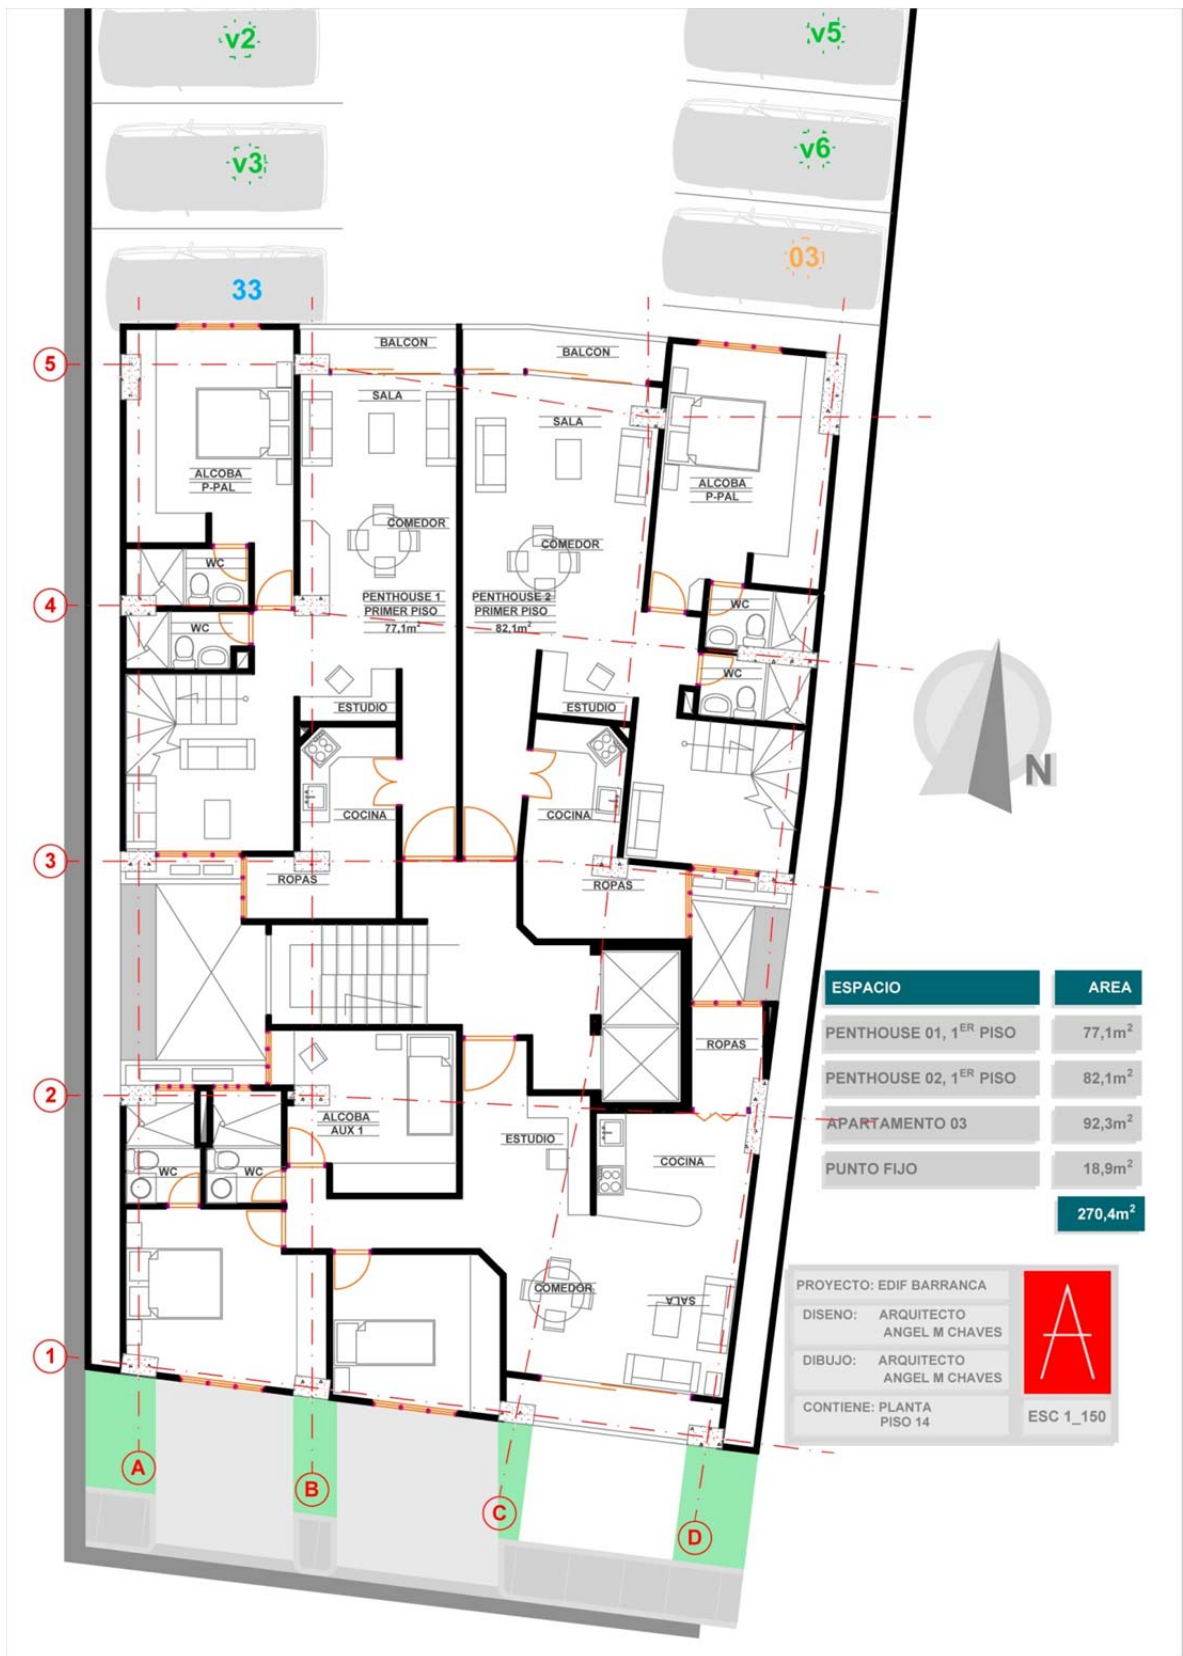 v2
v5
v3
v6
33
03
5
BALCON
BALCON
SALA
SALA
ALCOBA
P-PAL
ALCOBA
P-PAL
COMEDOR
COMEDOR
WC
4
PENTHOUSE 1
PRIMER PISO
77,1m²
PENTHOUSE 2
PRIMER PISO
82,1m²
WC
WC
WC
ESTUDIO
ESTUDIO
N
COCINA
COCINA
3
ROPAS
ROPAS
ESPACIO AREA
PENTHOUSE 01, 1ER PISO 77,1m²
PENTHOUSE 02, 1ER PISO 82,1m²
APARTAMENTO 03 92,3m²
PUNTO FIJO 18,9m²
270,4m²
ROPAS
2
ALCOBA
AUX 1
ESTUDIO
COCINA
WC
WC
COMEDOR
SALA
1
PROYECTO: EDIF BARRANCA
DISENO: ARQUITECTO
ANGEL M CHAVES
DIBUJO: ARQUITECTO
ANGEL M CHAVES
CONTIENE: PLANTA
PISO 14
A
ESC 1_150
A
B
C
D